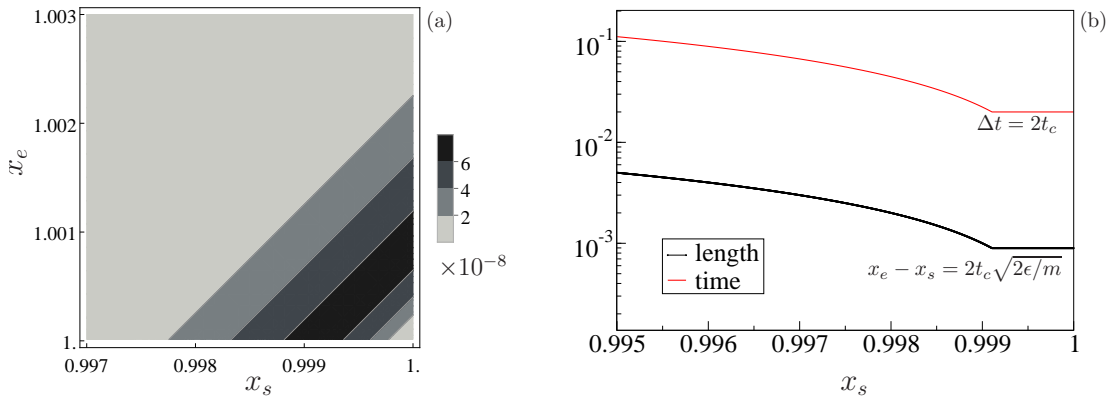 (a)
1.003
1.002
1.001
1.
x_e
0.997
0.998
0.999
1.
x_s
6
4
2
×10^{-8}
(b)
10^{-1}
10^{-2}
10^{-3}
Δt = 2t_c
length
time
x_e − x_s = 2t_c√(2ϵ/m)
0.995
0.996
0.997
0.998
0.999
1
x_s